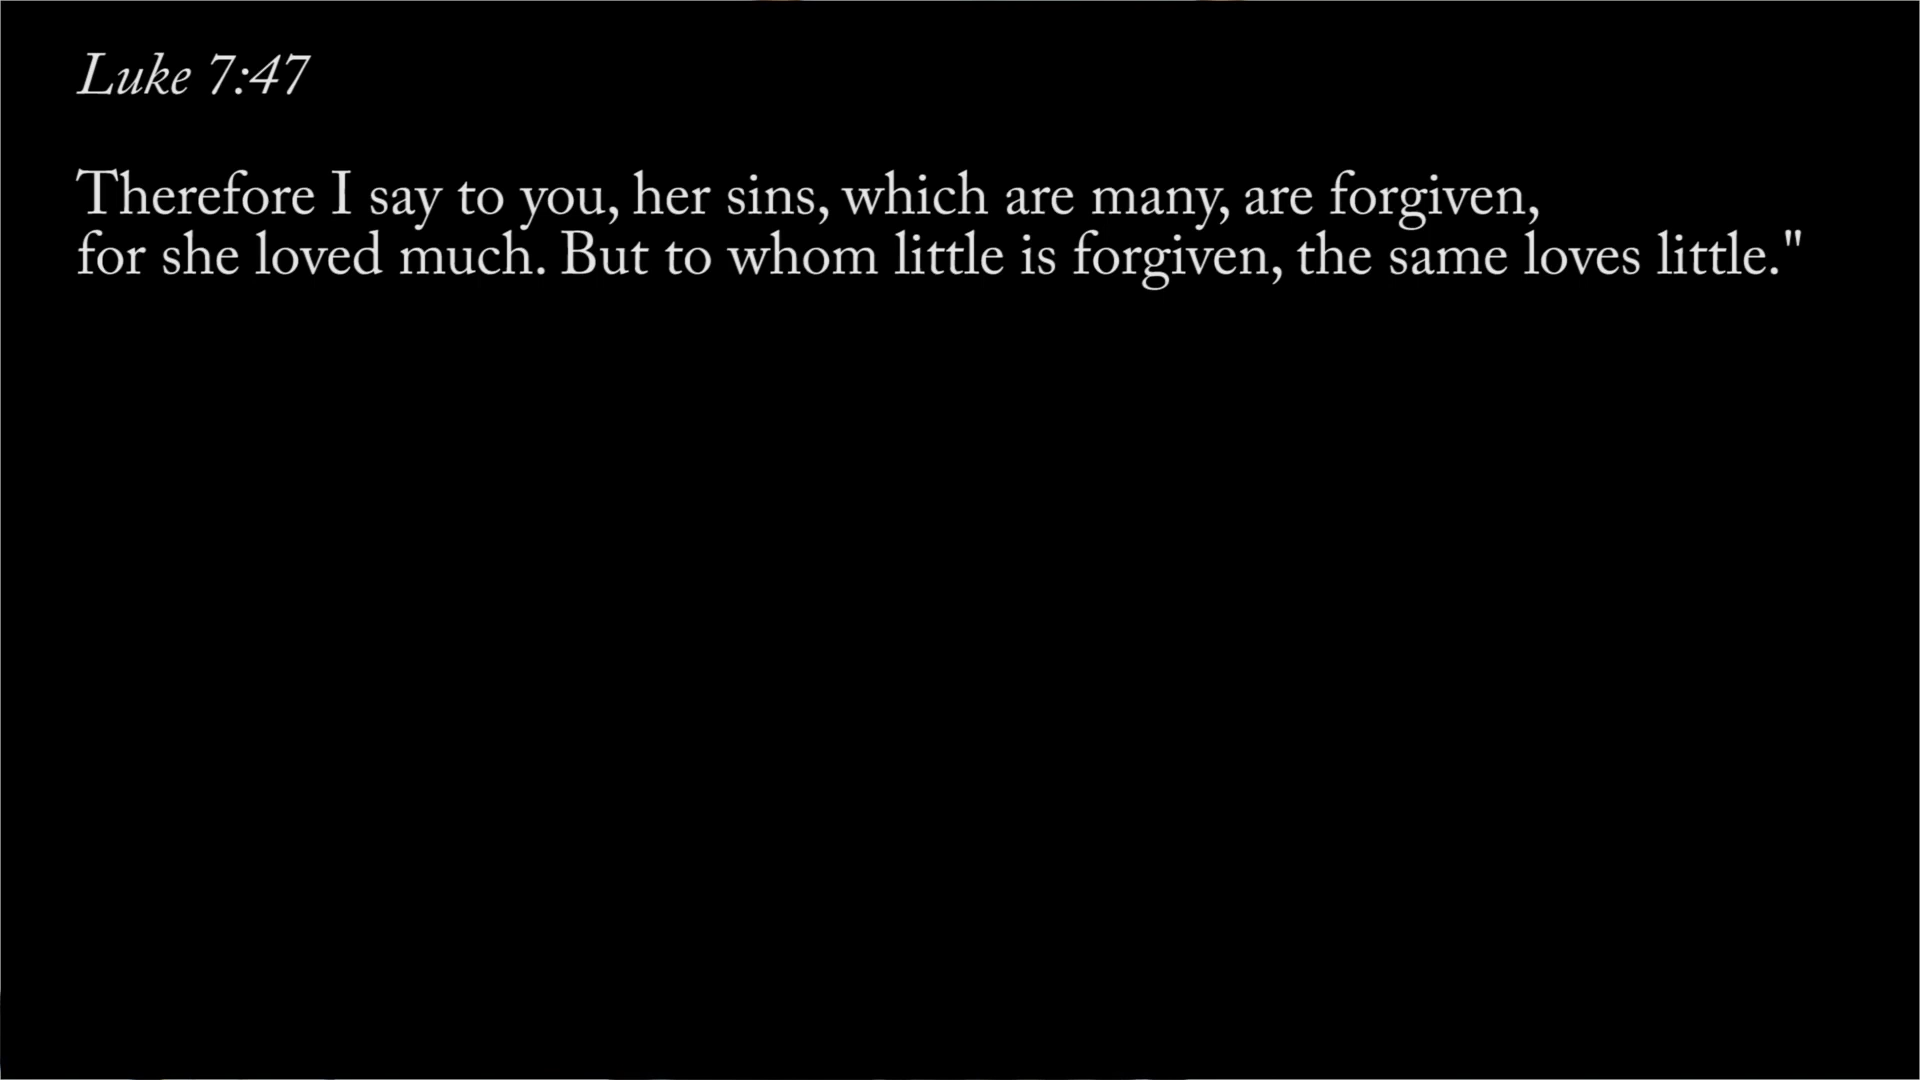 Luke 7:47
Therefore I say to you, her sins, which are many, are forgiven,
for she loved much. But to whom little is forgiven, the same loves little."